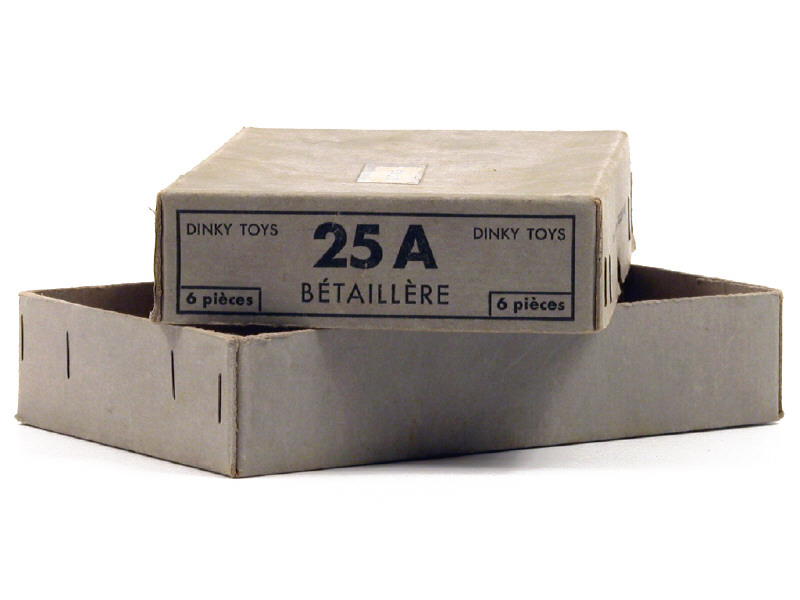 DINKY TOYS 25 A DINKY TOYS
BÉTAILLÈRE
6 pièces 6 pièces